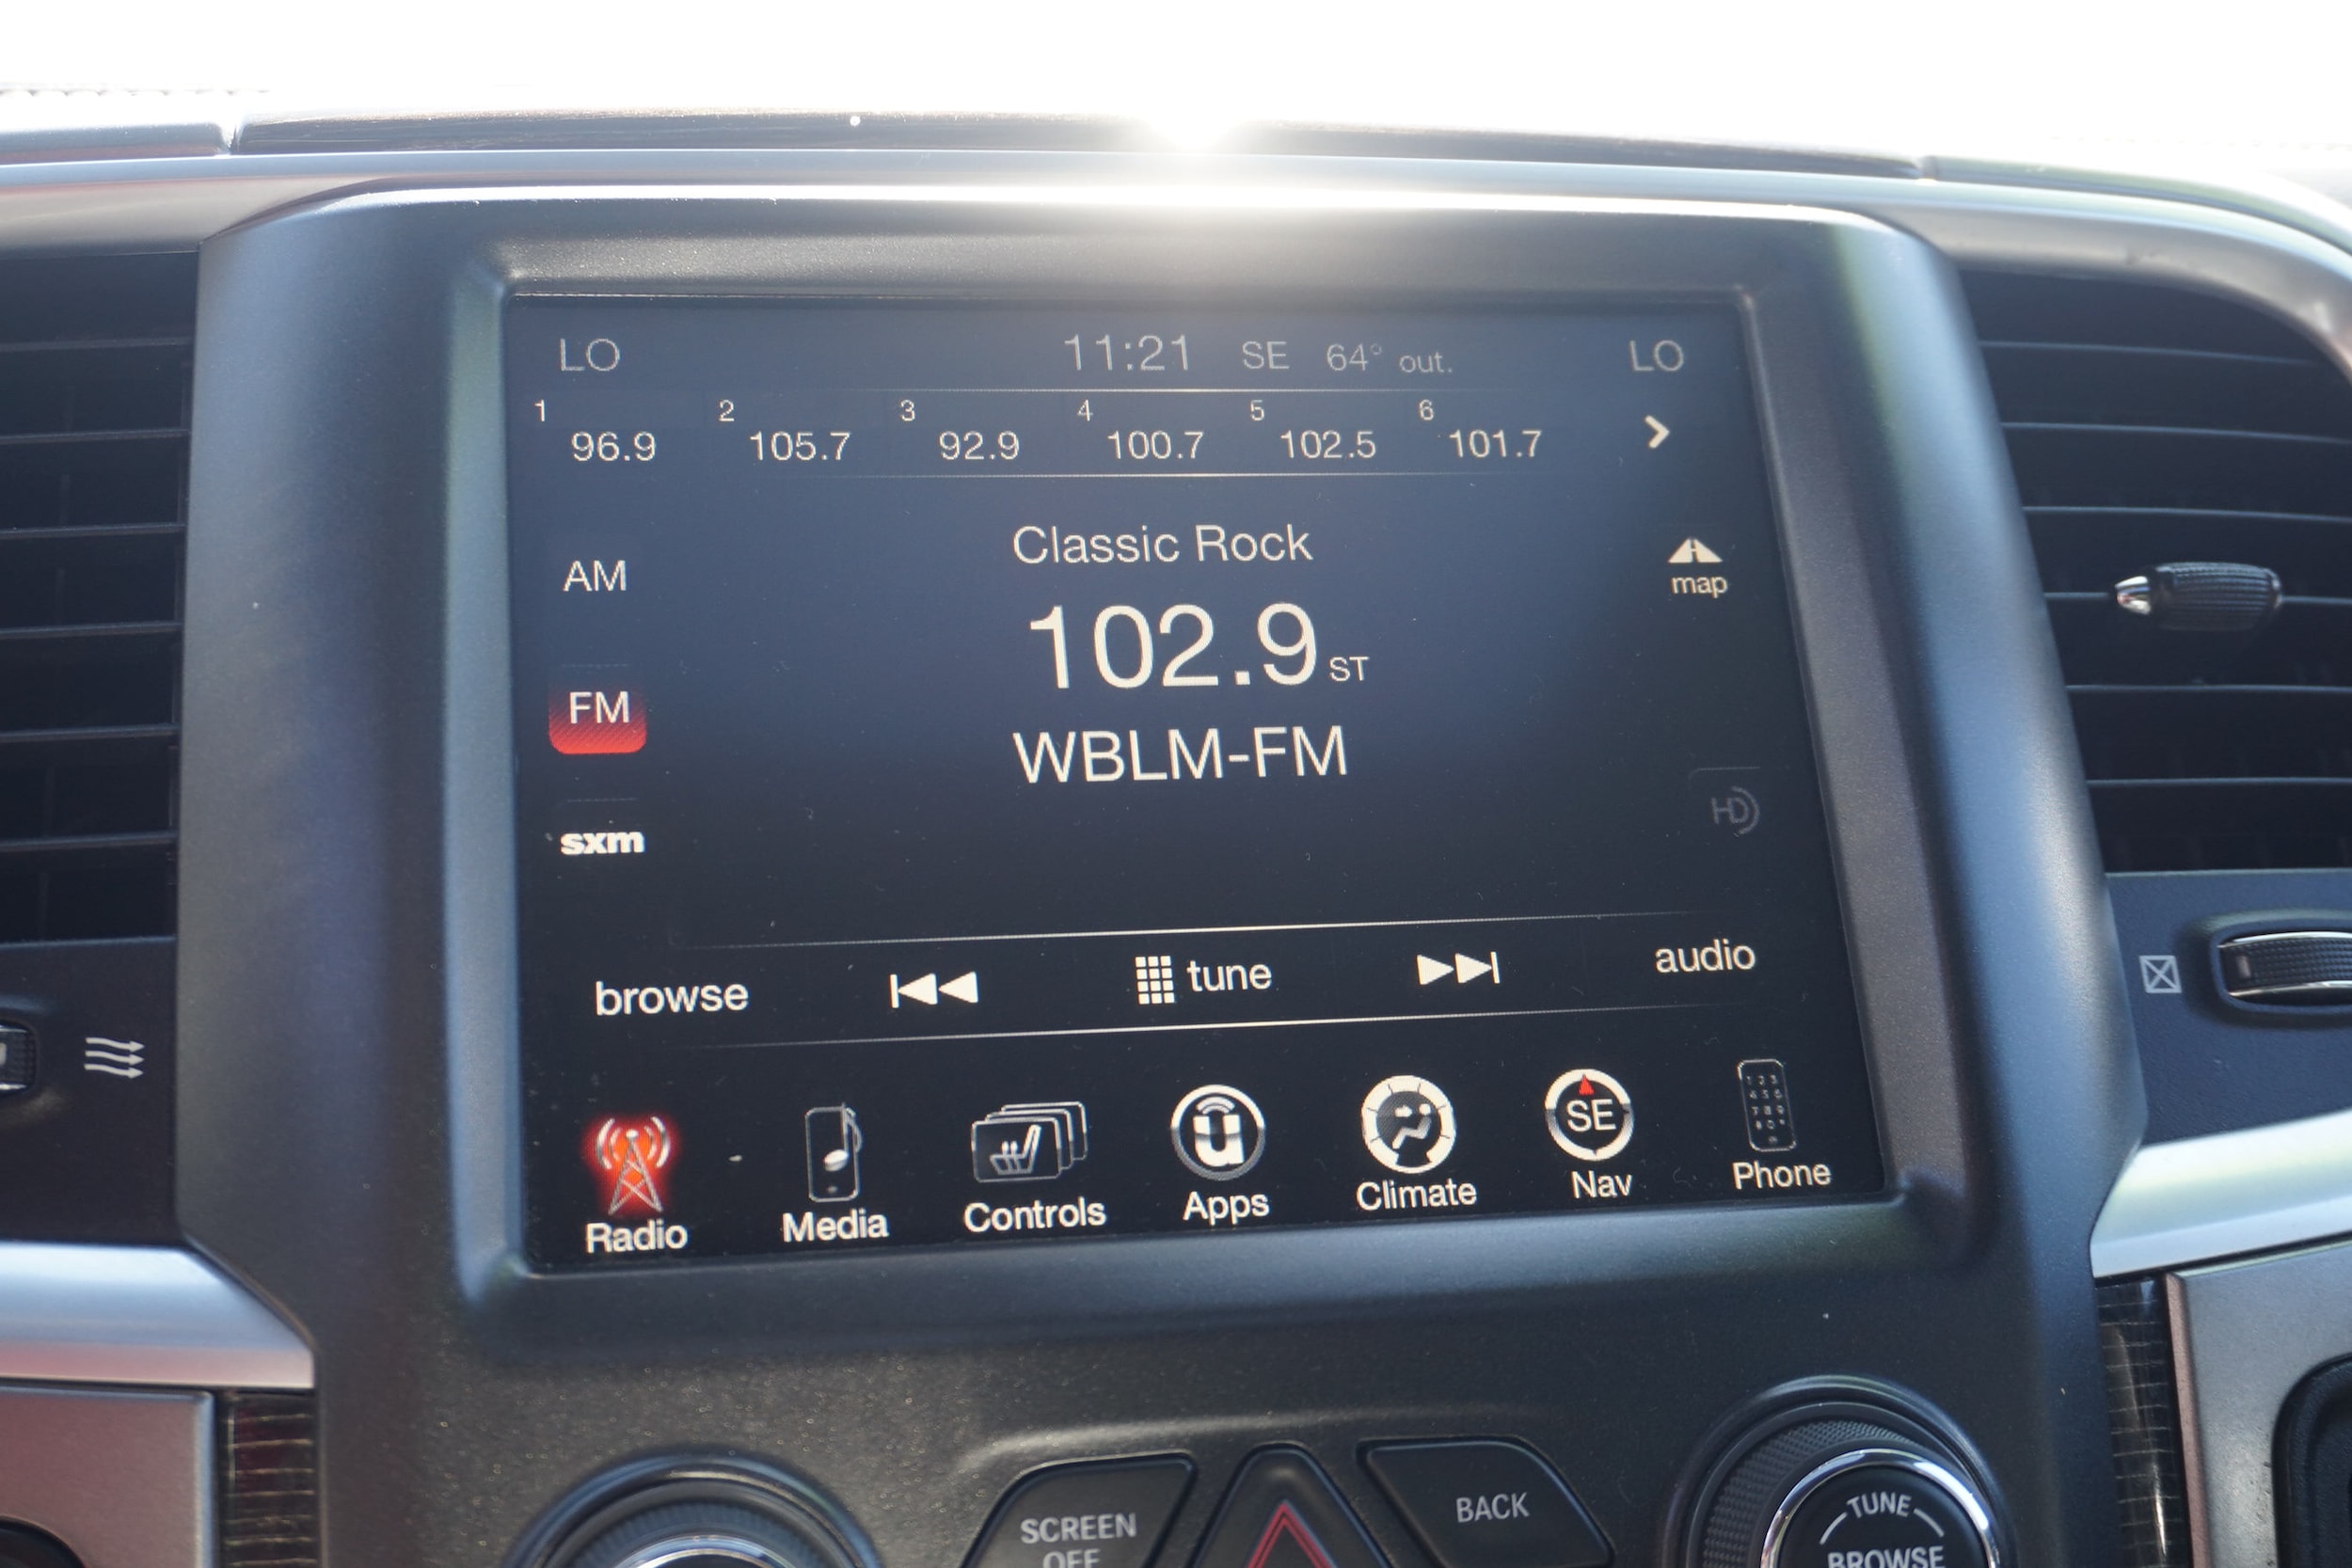 LO 11:21 SE 64° out. LO
1 2 3 4 5 6
96.9 105.7 92.9 100.7 102.5 101.7
Classic Rock
AM
map
102.9 ST
FM
WBLM-FM
HD
sxm
browse tune audio
SE
Radio Media Controls Apps Climate Nav Phone
SCREEN
OFF
BACK
TUNE
BROWSE